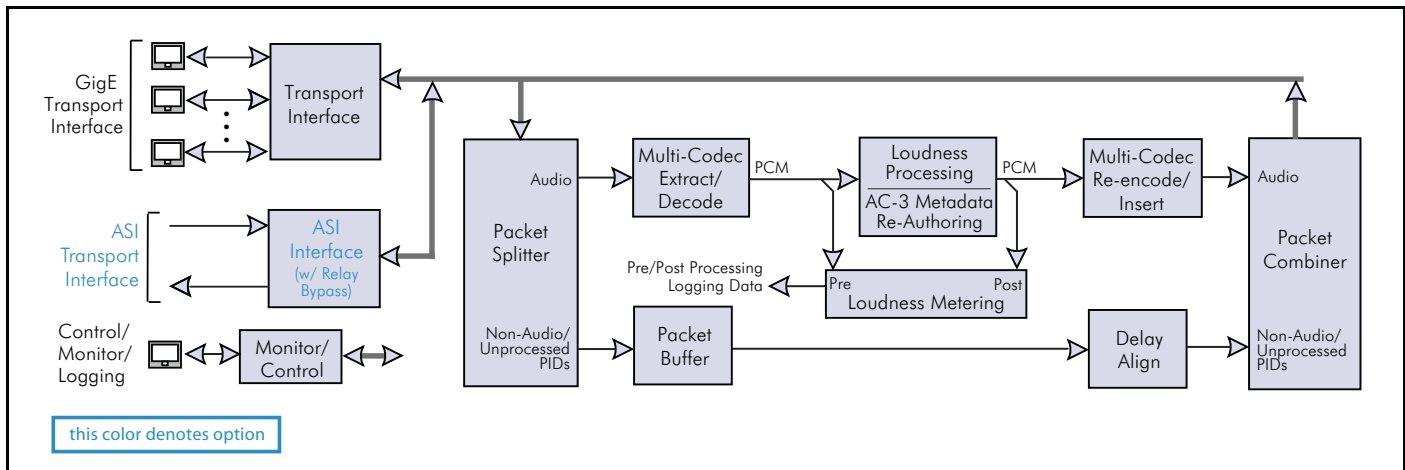 GigE
Transport
Interface
Transport
Interface
ASI
Transport
Interface
ASI
Interface
(w/ Relay
Bypass)
Control/
Monitor/
Logging
Monitor/
Control
this color denotes option
Audio
Packet
Splitter
Non-Audio/
Unprocessed
PIDs
Multi-Codec
Extract/
Decode
PCM
Loudness
Processing
AC-3 Metadata
Re-Authoring
PCM
Multi-Codec
Re-encode/
Insert
Pre/Post Processing
Logging Data
Pre
Post
Loudness Metering
Packet
Buffer
Delay
Align
Audio
Packet
Combiner
Non-Audio/
Unprocessed
PIDs